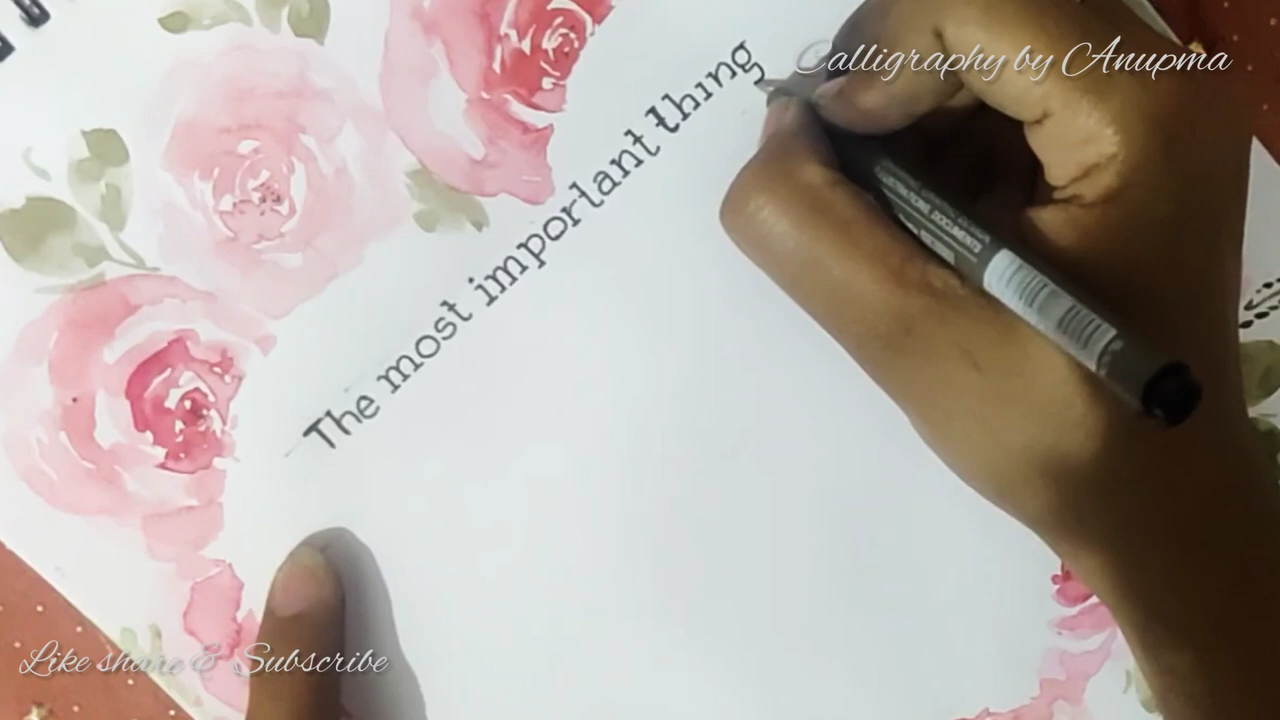 Calligraphy by Anupma
The most important thing
Like share & Subscribe